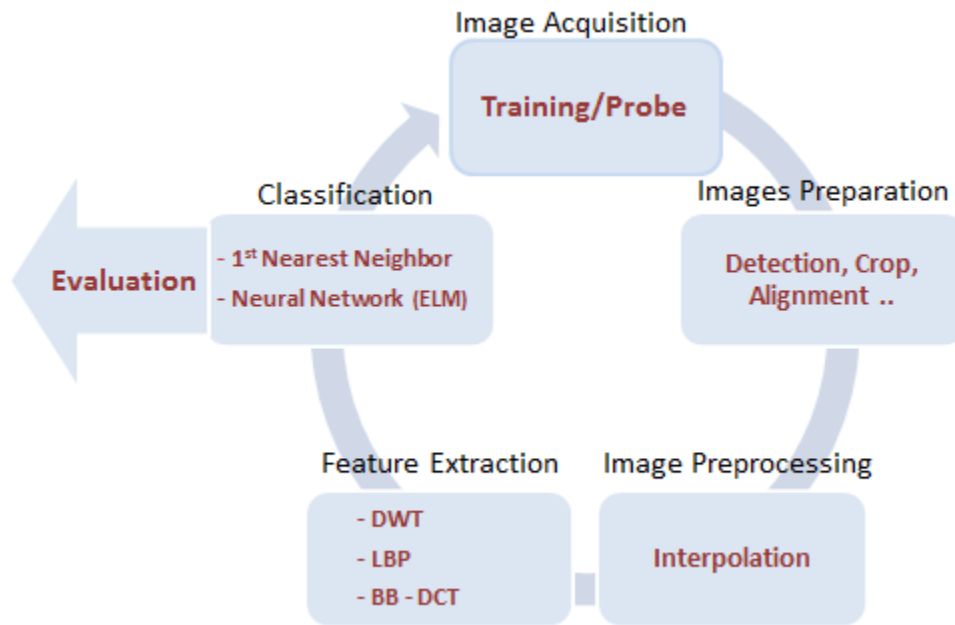 Image Acquisition
Training/Probe
Images Preparation
Detection, Crop,
Alignment ..
Image Preprocessing
Interpolation
Feature Extraction
- DWT
- LBP
- BB - DCT
Classification
- 1st Nearest Neighbor
- Neural Network (ELM)
Evaluation